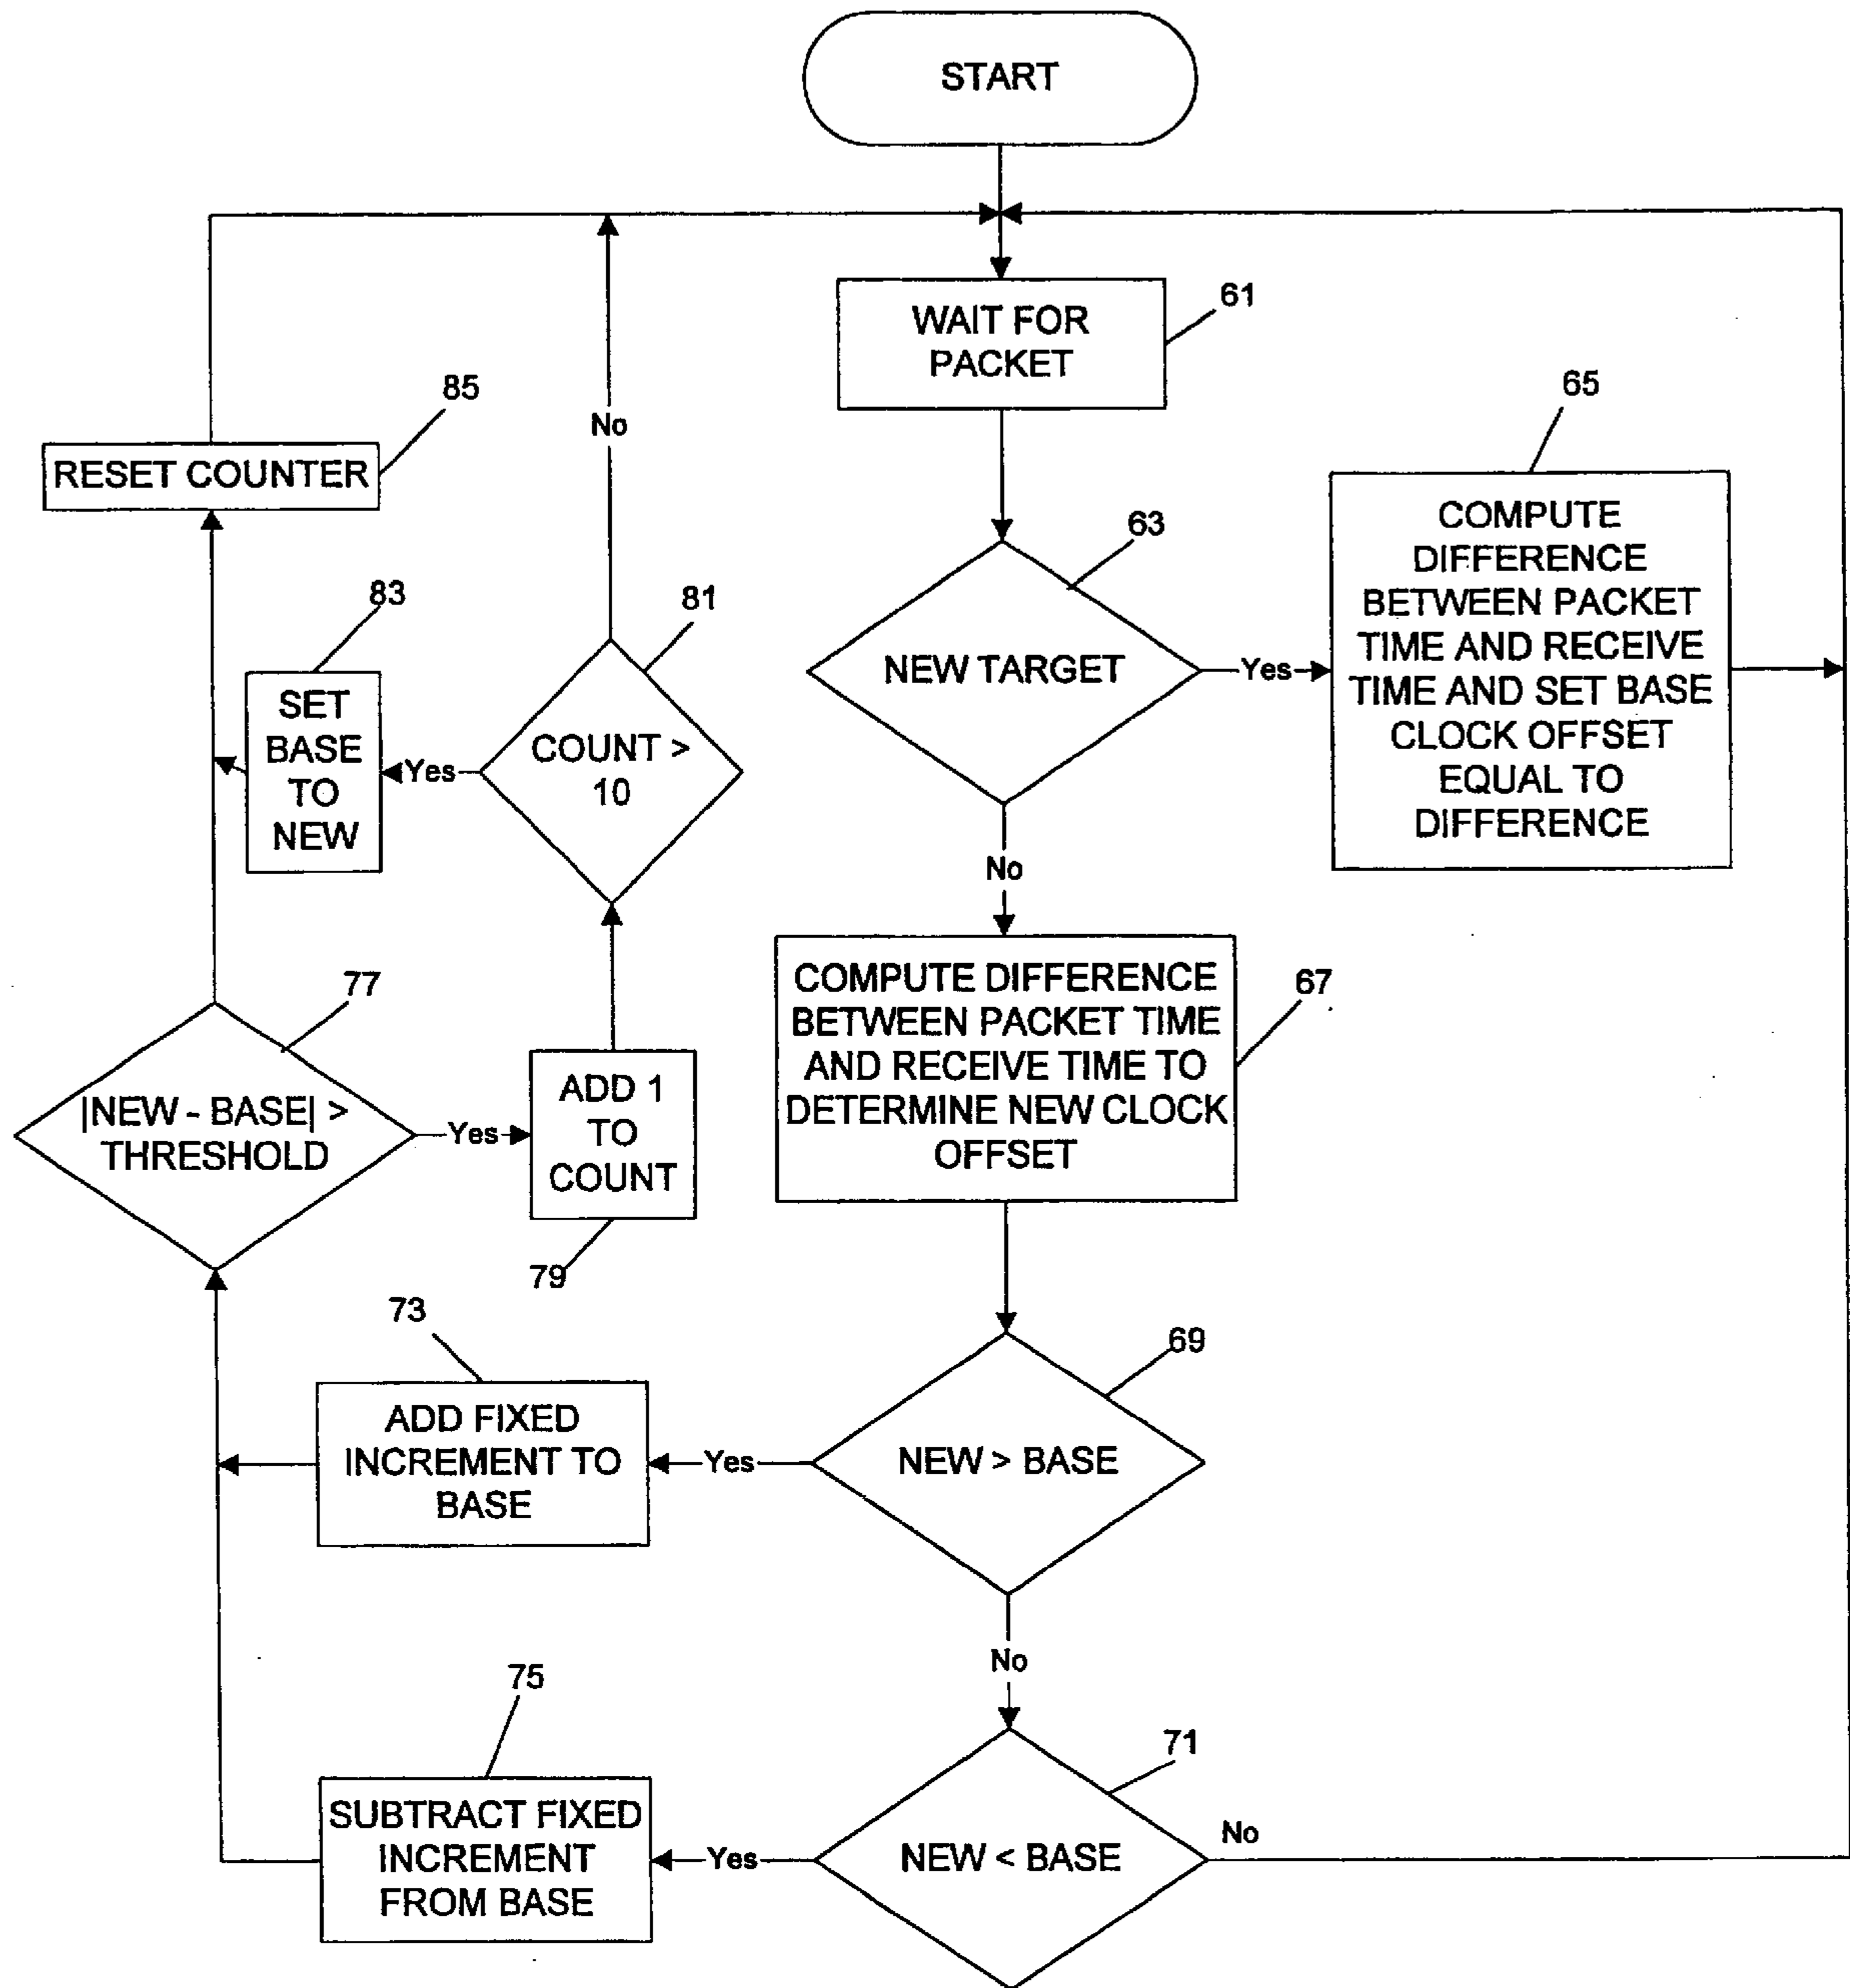 START
WAIT FOR
PACKET
61
NEW TARGET
63
Yes
COMPUTE
DIFFERENCE
BETWEEN PACKET
TIME AND RECEIVE
TIME AND SET BASE
CLOCK OFFSET
EQUAL TO
DIFFERENCE
65
No
COMPUTE DIFFERENCE
BETWEEN PACKET TIME
AND RECEIVE TIME TO
DETERMINE NEW CLOCK
OFFSET
67
NEW > BASE
69
Yes
ADD FIXED
INCREMENT TO
BASE
73
No
NEW < BASE
71
No
Yes
SUBTRACT FIXED
INCREMENT
FROM BASE
75
|NEW - BASE| >
THRESHOLD
77
Yes
ADD 1
TO
COUNT
79
COUNT >
10
81
No
Yes
SET
BASE
TO
NEW
83
RESET COUNTER
85